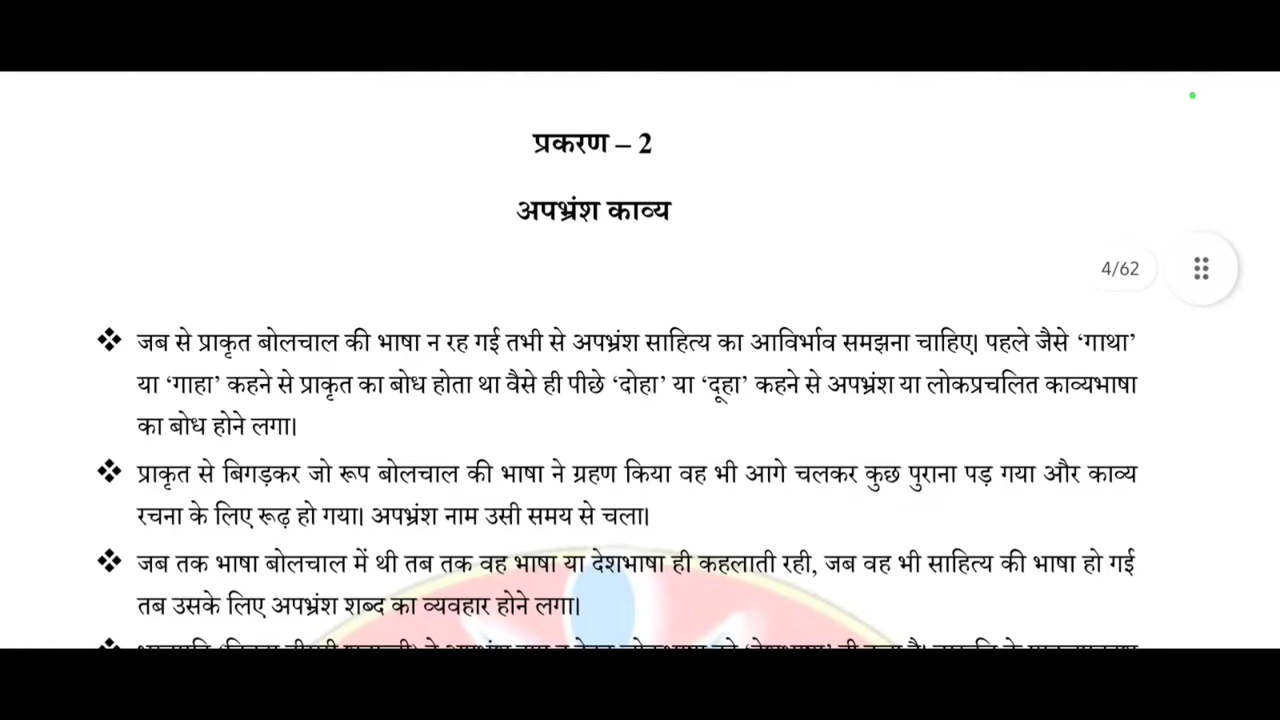 प्रकरण – 2
अपभ्रंश काव्य
4/62
❖ जब से प्राकृत बोलचाल की भाषा न रह गई तभी से अपभ्रंश साहित्य का आविर्भाव समझना चाहिए। पहले जैसे ‘गाथा’
या ‘गाहा’ कहने से प्राकृत का बोध होता था वैसे ही पीछे ‘दोहा’ या ‘दूहा’ कहने से अपभ्रंश या लोकप्रचलित काव्यभाषा
का बोध होने लगा।
❖ प्राकृत से बिगड़कर जो रूप बोलचाल की भाषा ने ग्रहण किया वह भी आगे चलकर कुछ पुराना पड़ गया और काव्य
रचना के लिए रूढ़ हो गया। अपभ्रंश नाम उसी समय से चला।
❖ जब तक भाषा बोलचाल में थी तब तक वह भाषा या देशभाषा ही कहलाती रही, जब वह भी साहित्य की भाषा हो गई
तब उसके लिए अपभ्रंश शब्द का व्यवहार होने लगा।